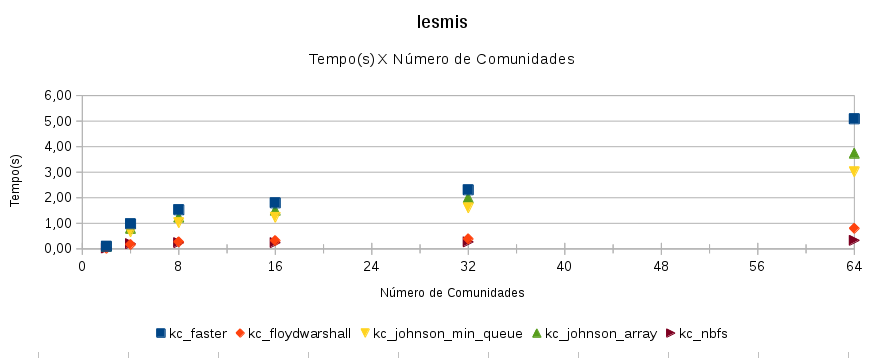 lesmis
Tempo(s) X Número de Comunidades
6,00
5,00
4,00
3,00
2,00
1,00
0,00
Tempo(s)
0 8 16 24 32 40 48 56 64
Número de Comunidades
kc_faster kc_floydwarshall kc_johnson_min_queue kc_johnson_array kc_nbfs